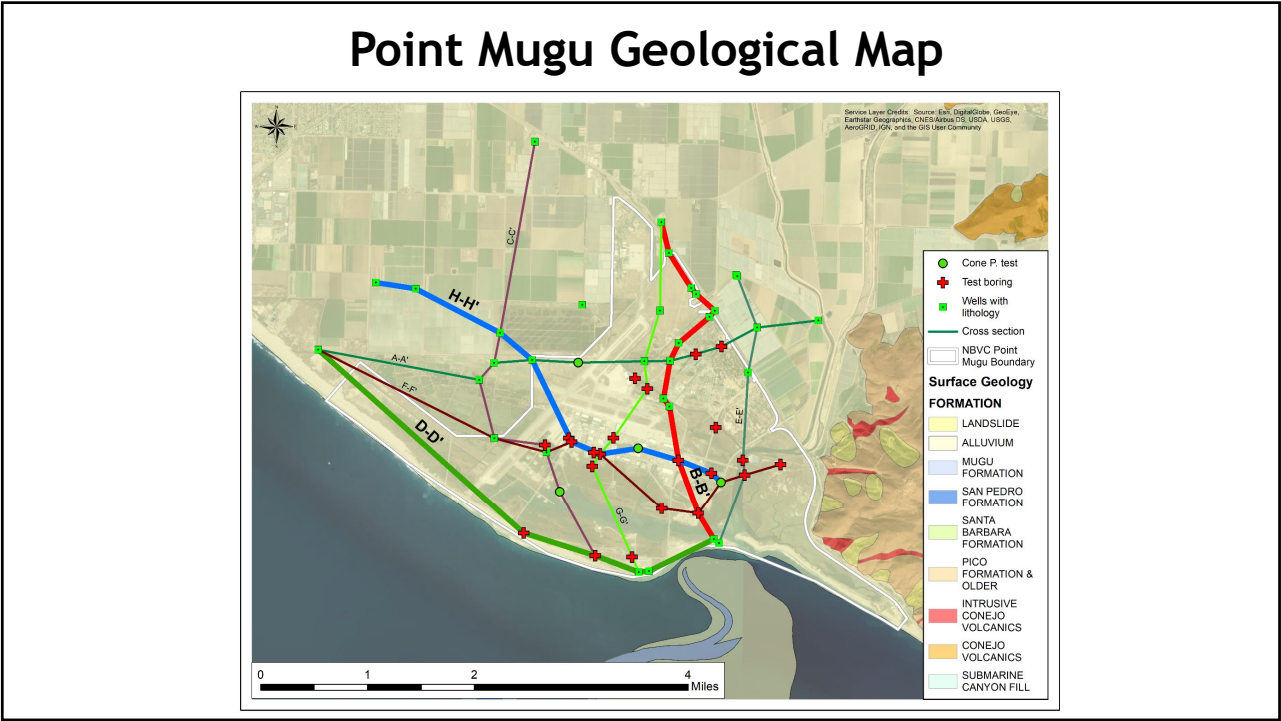 Point Mugu Geological Map
Service Layer Credits: Source: Esri, DigitalGlobe, GeoEye,
Earthstar Geographics, CNES/Airbus DS, USDA, USGS,
AeroGRID, IGN, and the GIS User Community
N
W
E
S
C-C'
H-H'
A-A'
F-F'
D-D'
E-E'
B-B'
G-G'
Cone P. test
Test boring
Wells with
lithology
Cross section
NBVC Point
Mugu Boundary
Surface Geology
FORMATION
LANDSLIDE
ALLUVIUM
MUGU
FORMATION
SAN PEDRO
FORMATION
SANTA
BARBARA
FORMATION
PICO
FORMATION &
OLDER
INTRUSIVE
CONEJO
VOLCANICS
CONEJO
VOLCANICS
SUBMARINE
CANYON FILL
0 1 2 4
Miles